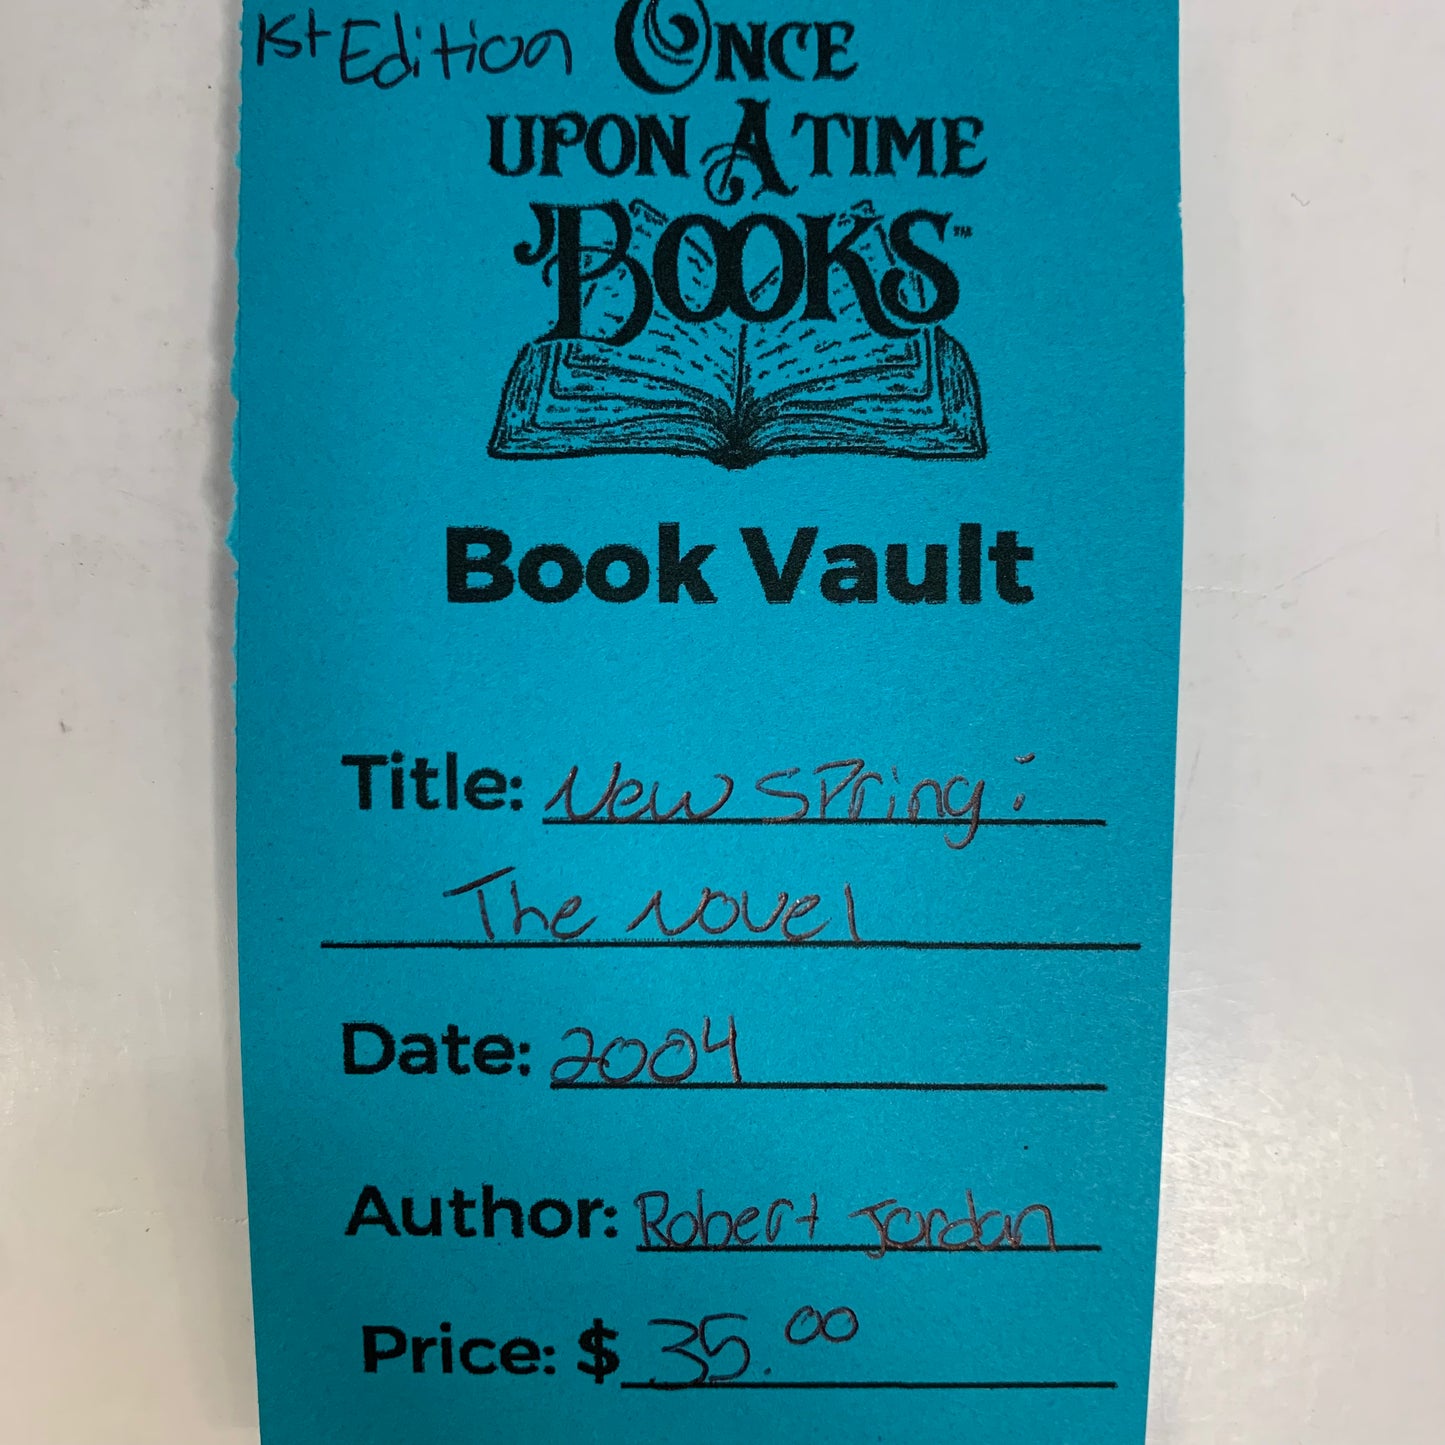 1st Edition
ONCE
UPON A TIME
BOOKS™
Book Vault
Title: New Spring:
The Novel
Date: 2004
Author: Robert Jordan
Price: $ 35.00